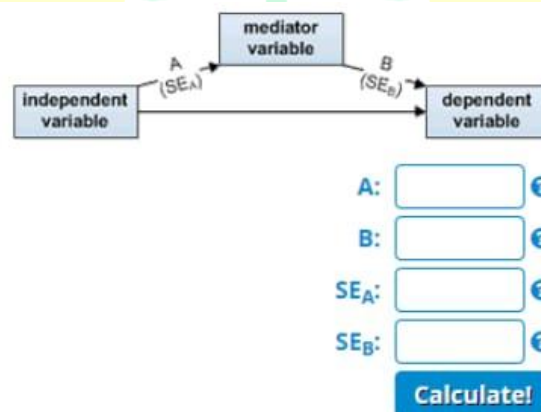 mediator
variable
A
(SEA)
B
(SEB)
independent
variable
dependent
variable
A:
?
B:
?
SEA:
?
SEB:
?
Calculate!